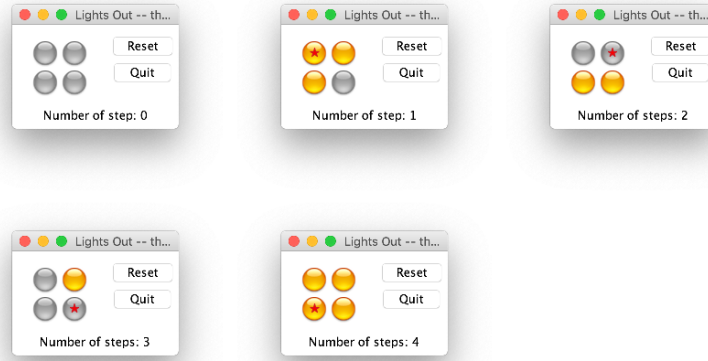 Lights Out -- th...
Reset
Quit
Number of step: 0
Lights Out -- th...
Reset
Quit
Number of step: 1
Lights Out -- th...
Reset
Quit
Number of steps: 2
Lights Out -- th...
Reset
Quit
Number of steps: 3
Lights Out -- th...
Reset
Quit
Number of steps: 4